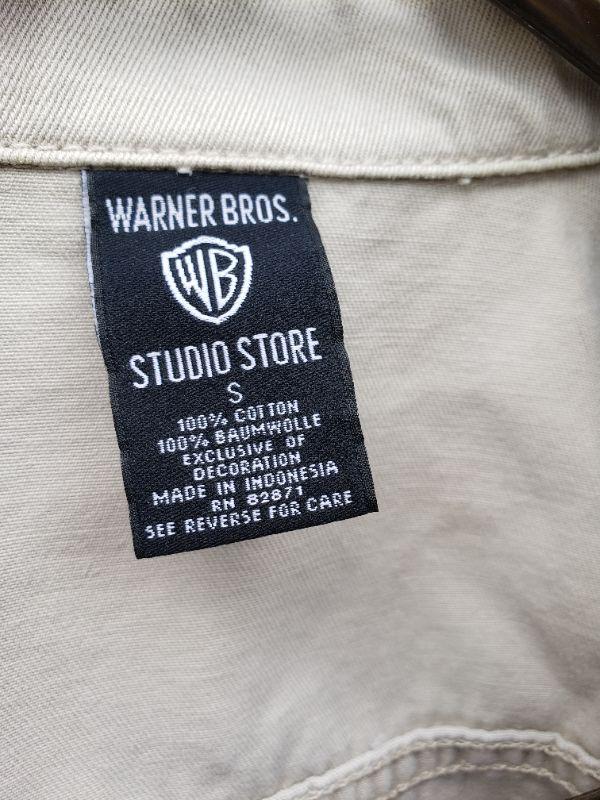 WARNER BROS.
WB
STUDIO STORE
S
100% COTTON
100% BAUMWOLLE
EXCLUSIVE OF
DECORATION
MADE IN INDONESIA
RN 82871
SEE REVERSE FOR CARE